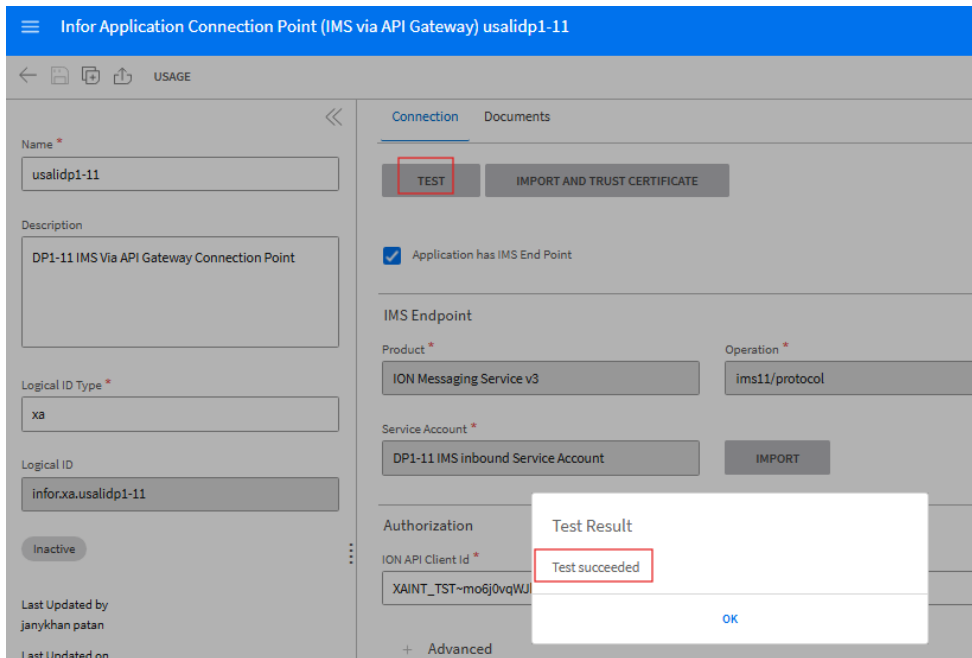 Infor Application Connection Point (IMS via API Gateway) usalidp1-11
USAGE
Name *
usalidp1-11
Description
DP1-11 IMS Via API Gateway Connection Point
Logical ID Type *
xa
Logical ID
infor.xa.usalidp1-11
Inactive
Last Updated by
janykhan patan
Last Updated on
Connection Documents
TEST IMPORT AND TRUST CERTIFICATE
Application has IMS End Point
IMS Endpoint
Product * Operation *
ION Messaging Service v3 ims11/protocol
Service Account *
DP1-11 IMS inbound Service Account IMPORT
Authorization
ION API Client Id *
+ Advanced
Test Result
Test succeeded
OK